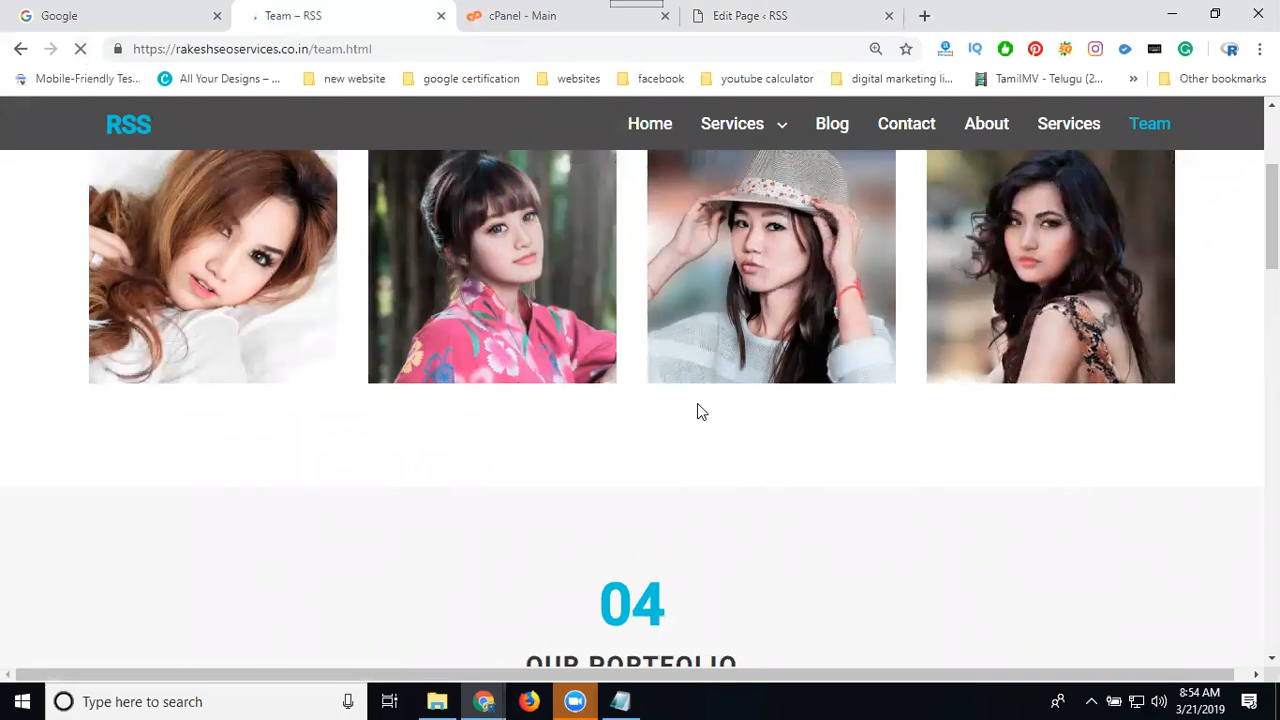 Google
Team – RSS
cPanel - Main
Edit Page ‹ RSS
https://rakeshseoservices.co.in/team.html
Mobile-Friendly Tes...
All Your Designs – ...
new website
google certification
websites
facebook
youtube calculator
digital marketing li...
TamilMV - Telugu (2...
»
Other bookmarks
RSS
Home
Services
Blog
Contact
About
Services
Team
04
OUR PORTFOLIO
Type here to search
8:54 AM
3/21/2019